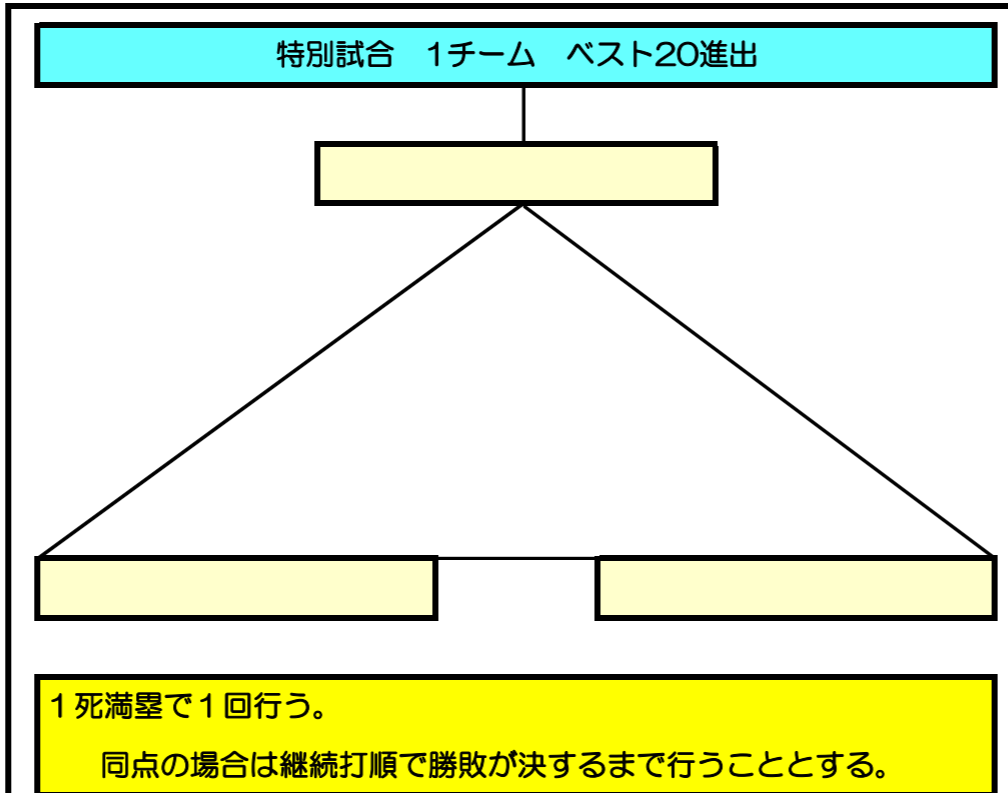 特別試合　1チーム　ベスト20進出
１死満塁で１回行う。
同点の場合は継続打順で勝敗が決するまで行うこととする。